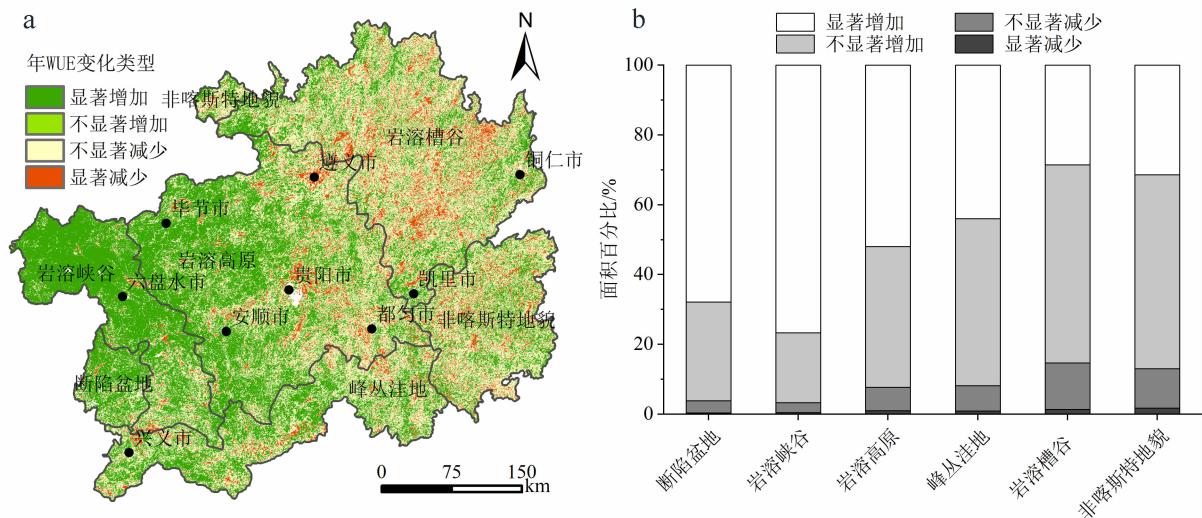 a
N
年WUE变化类型
显著增加
不显著增加
不显著减少
显著减少
非喀斯特地貌
岩溶槽谷
遵义市
铜仁市
毕节市
岩溶峡谷
岩溶高原
六盘水市
贵阳市
凯里市
安顺市
都匀市
非喀斯特地貌
断陷盆地
峰丛洼地
兴义市
0 75 150
km
b
显著增加 不显著减少
不显著增加 显著减少
面积百分比/%
100
80
60
40
20
0
断陷盆地
岩溶峡谷
岩溶高原
峰丛洼地
岩溶槽谷
非喀斯特地貌